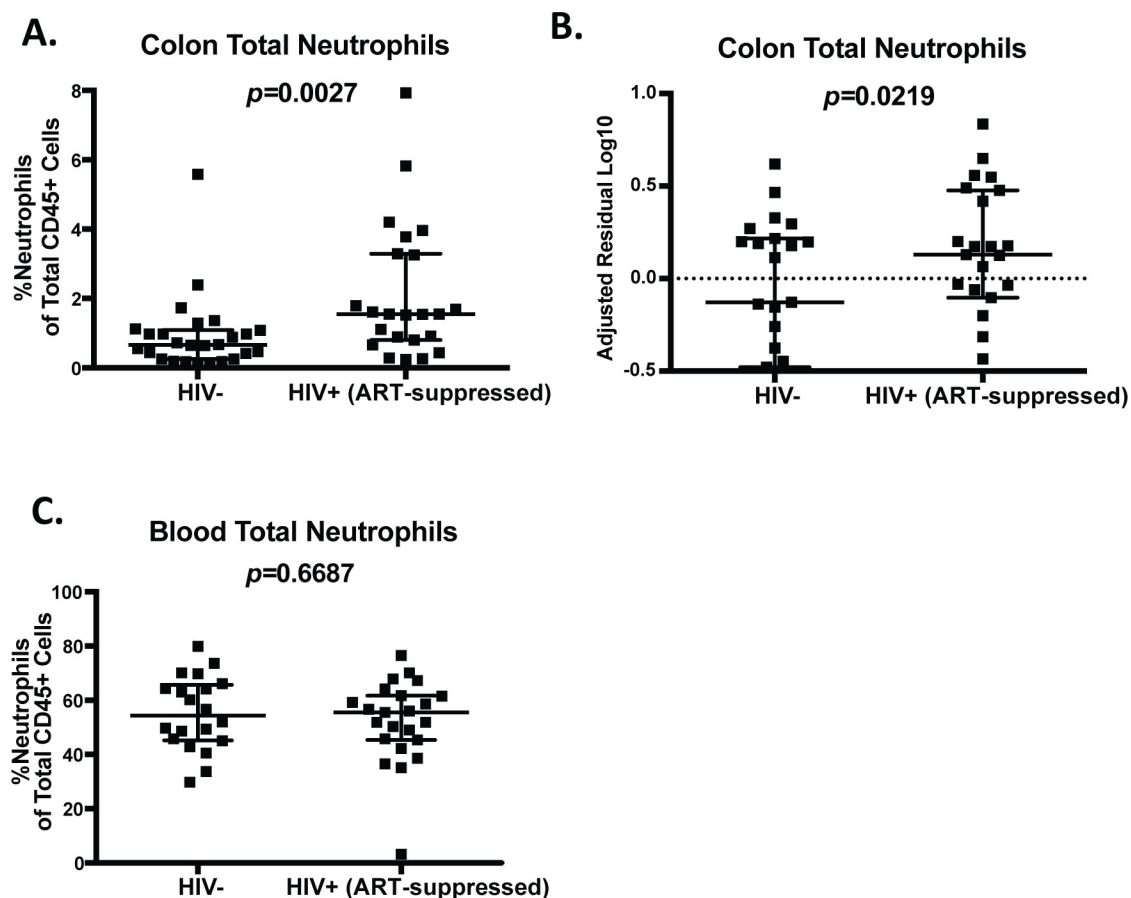 A.
Colon Total Neutrophils
p=0.0027
%Neutrophils
of Total CD45+ Cells
8
6
4
2
0
HIV-
HIV+ (ART-suppressed)
B.
Colon Total Neutrophils
p=0.0219
Adjusted Residual Log10
1.0
0.5
0.0
-0.5
HIV-
HIV+ (ART-suppressed)
C.
Blood Total Neutrophils
p=0.6687
%Neutrophils
of Total CD45+ Cells
100
80
60
40
20
0
HIV-
HIV+ (ART-suppressed)